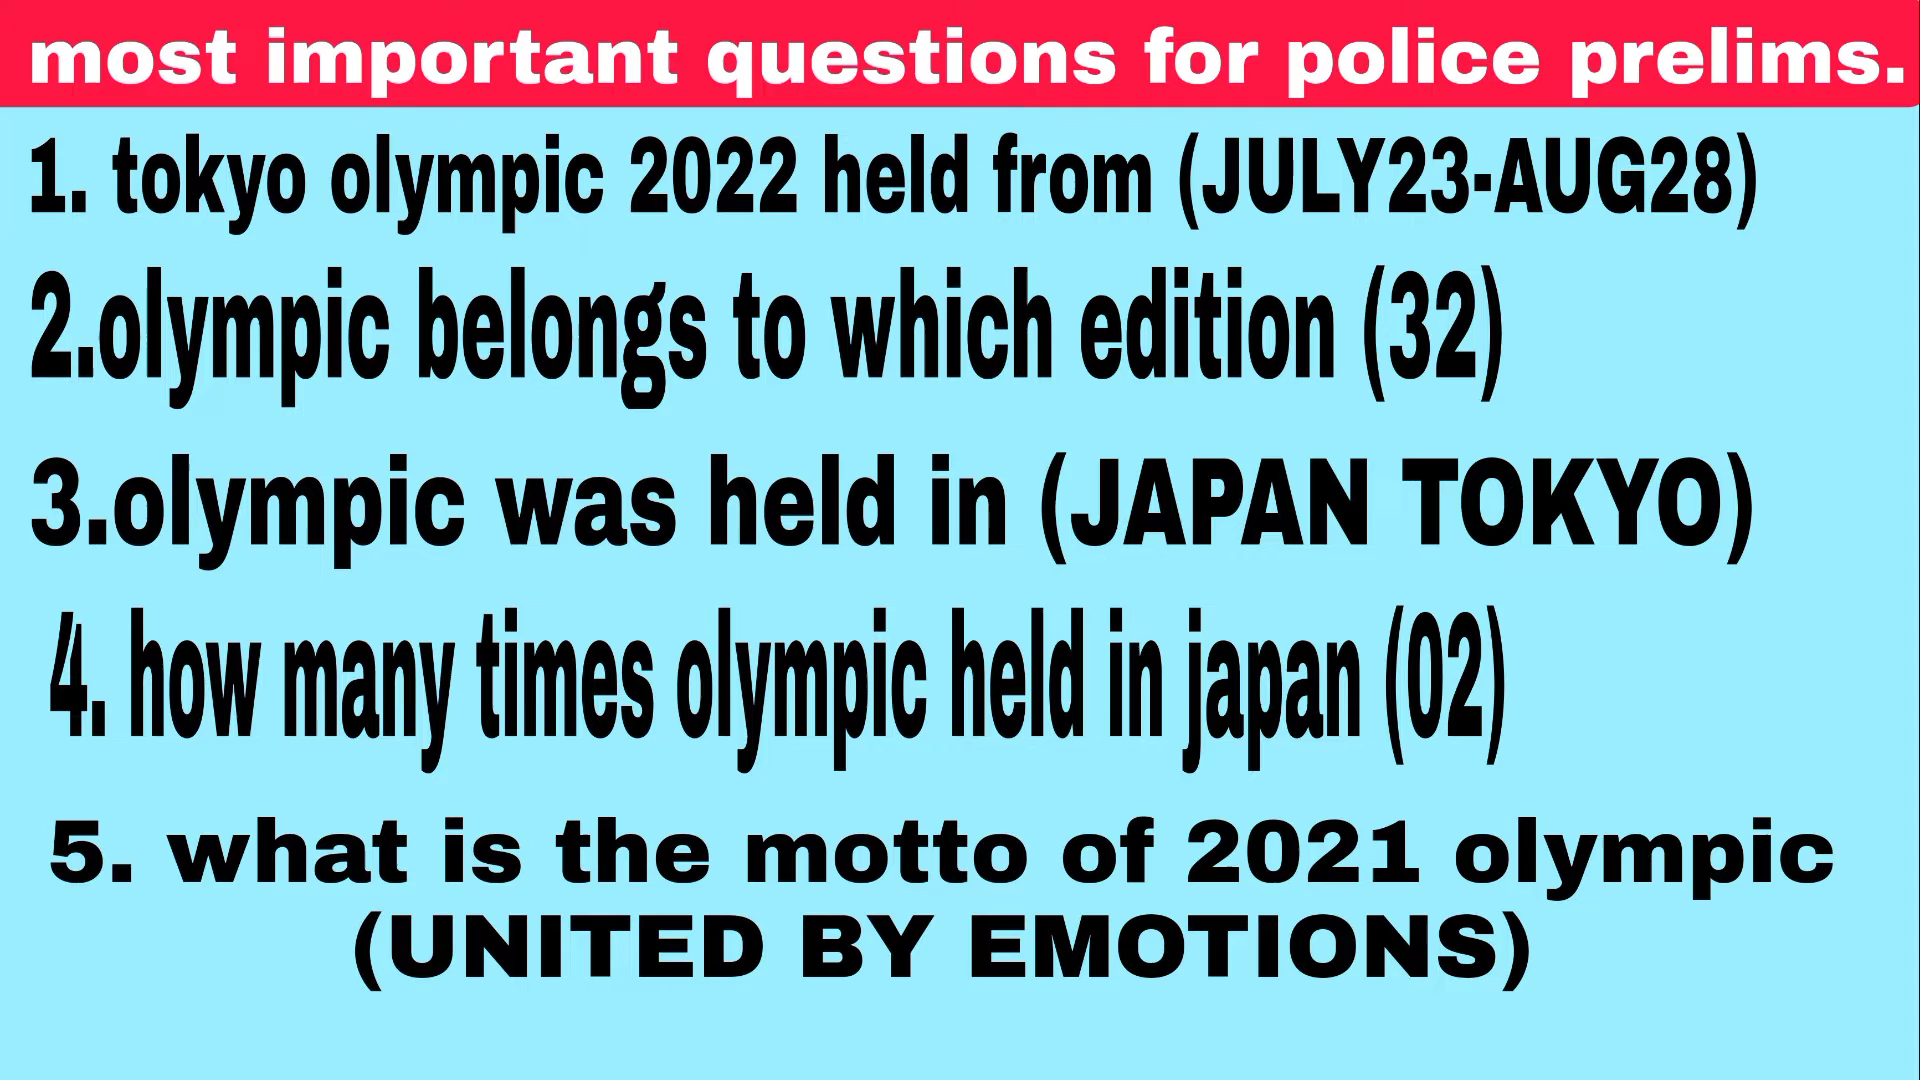 most important questions for police prelims.
1. tokyo olympic 2022 held from (JULY23-AUG28)
2.olympic belongs to which edition (32)
3.olympic was held in (JAPAN TOKYO)
4. how many times olympic held in japan (02)
5. what is the motto of 2021 olympic
(UNITED BY EMOTIONS)